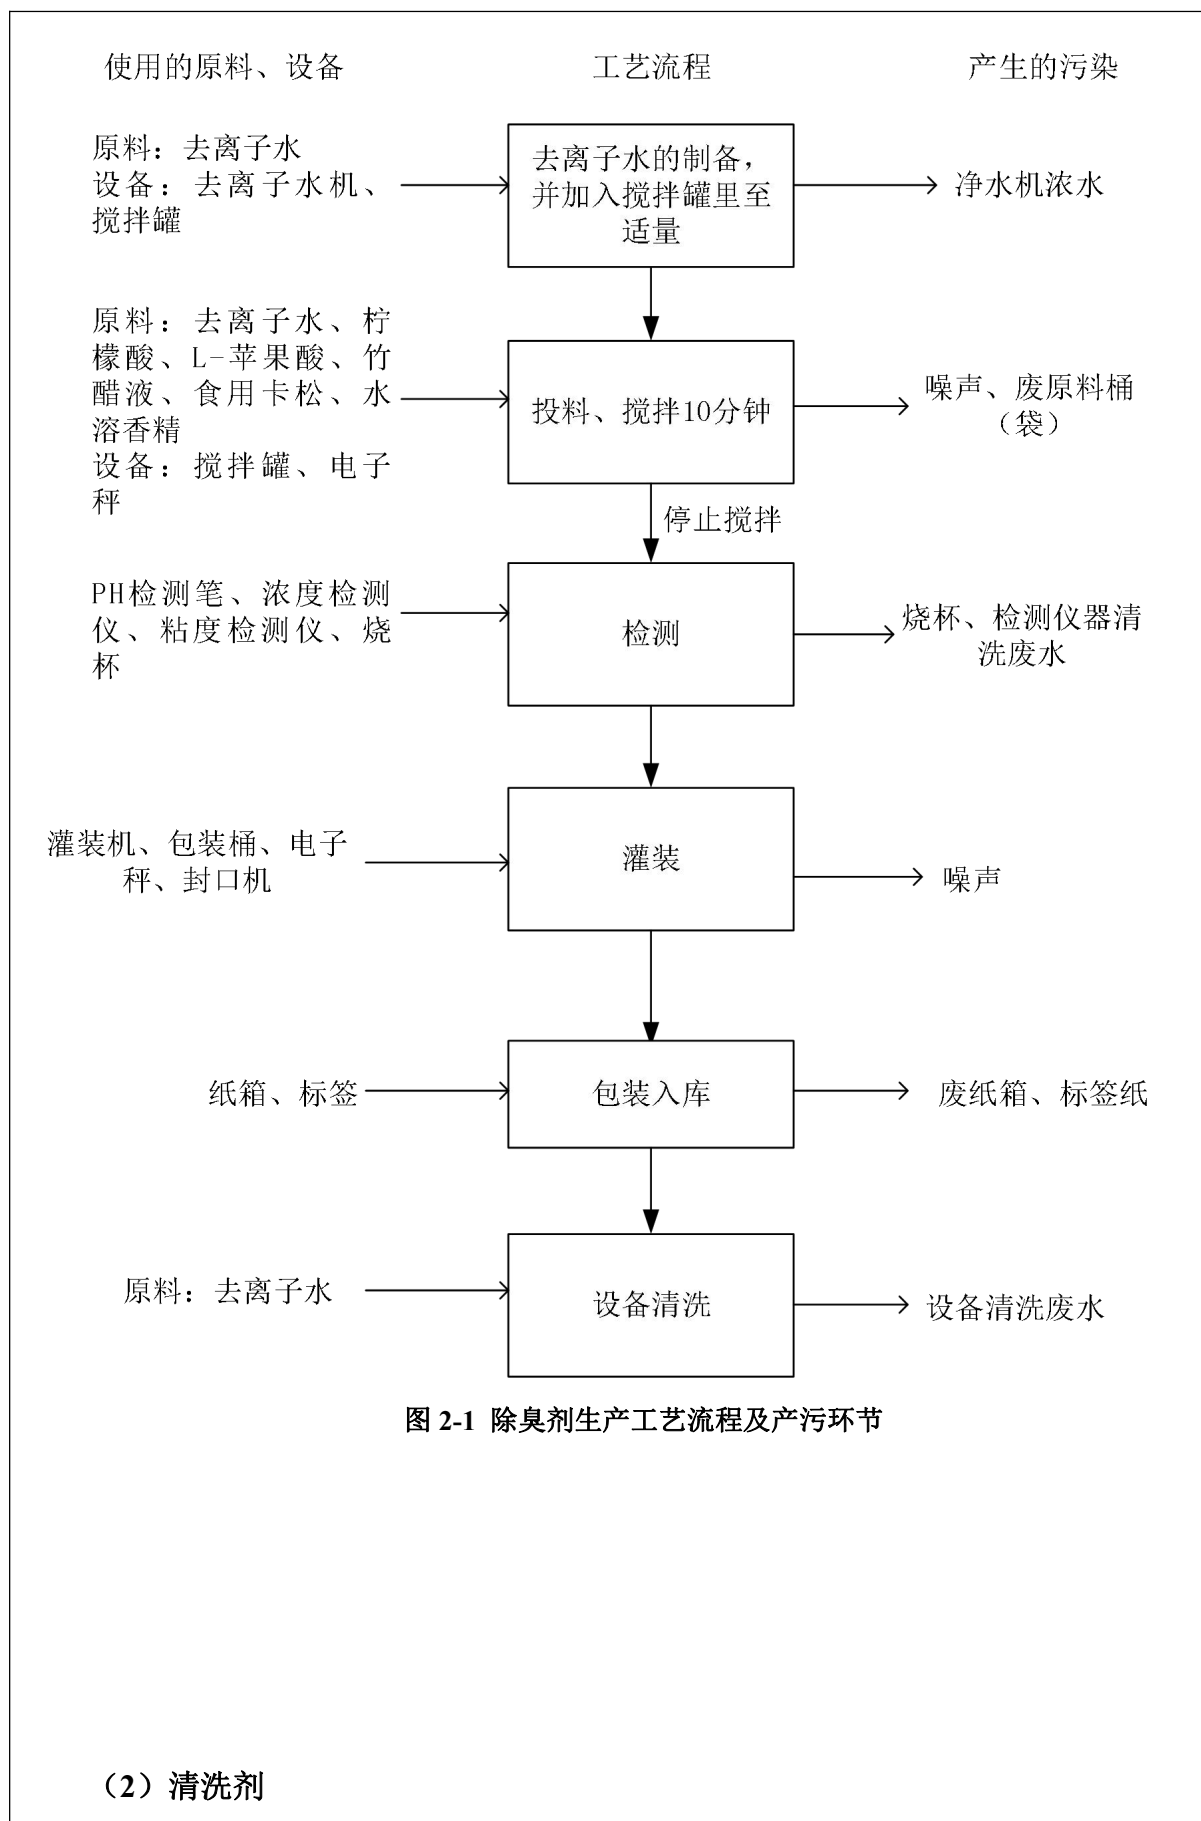 使用的原料、设备
工艺流程
产生的污染
原料：去离子水
设备：去离子水机、
搅拌罐
去离子水的制备，
并加入搅拌罐里至
适量
净水机浓水
原料：去离子水、柠
檬酸、L-苹果酸、竹
醋液、食用卡松、水
溶香精
设备：搅拌罐、电子
秤
投料、搅拌10分钟
噪声、废原料桶
（袋）
停止搅拌
PH检测笔、浓度检测
仪、粘度检测仪、烧
杯
检测
烧杯、检测仪器清
洗废水
灌装机、包装桶、电子
秤、封口机
灌装
噪声
纸箱、标签
包装入库
废纸箱、标签纸
原料：去离子水
设备清洗
设备清洗废水
图 2-1 除臭剂生产工艺流程及产污环节
（2）清洗剂